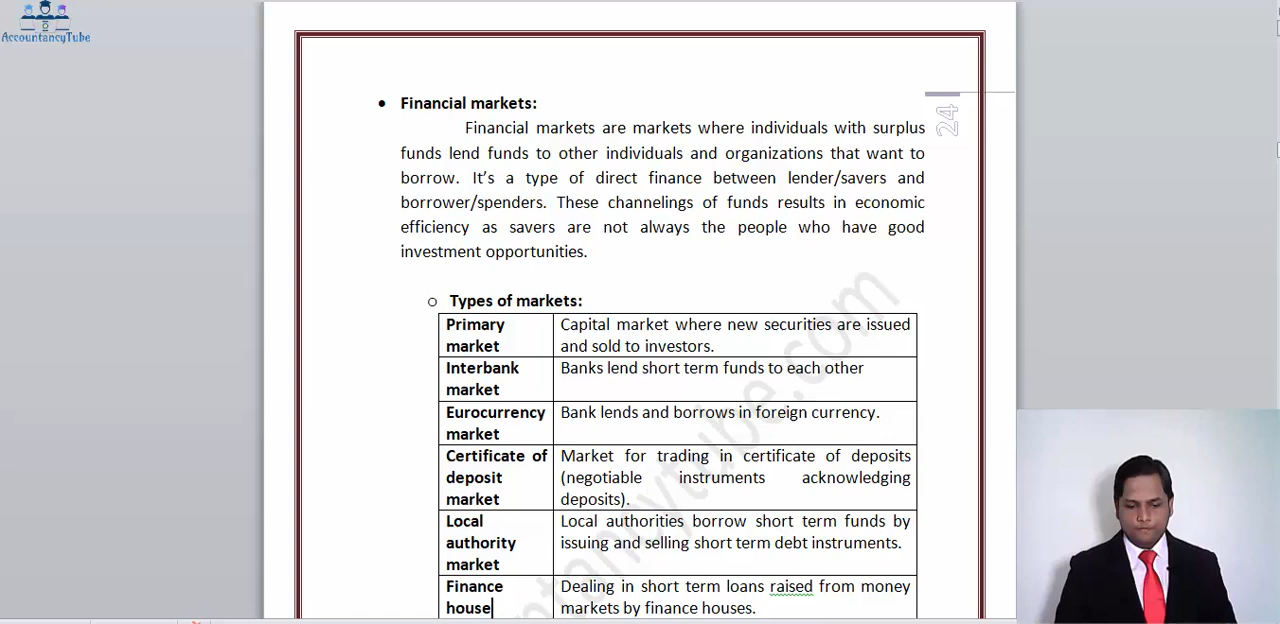 AccountancyTube
24
• Financial markets:
Financial markets are markets where individuals with surplus
funds lend funds to other individuals and organizations that want to
borrow. It’s a type of direct finance between lender/savers and
borrower/spenders. These channelings of funds results in economic
efficiency as savers are not always the people who have good
investment opportunities.
o Types of markets:
Primary
market
Capital market where new securities are issued
and sold to investors.
Interbank
market
Banks lend short term funds to each other
Eurocurrency
market
Bank lends and borrows in foreign currency.
Certificate of
deposit
market
Market for trading in certificate of deposits
(negotiable instruments acknowledging
deposits).
Local
authority
market
Local authorities borrow short term funds by
issuing and selling short term debt instruments.
Finance
house
Dealing in short term loans raised from money
markets by finance houses.
ntancytube.com